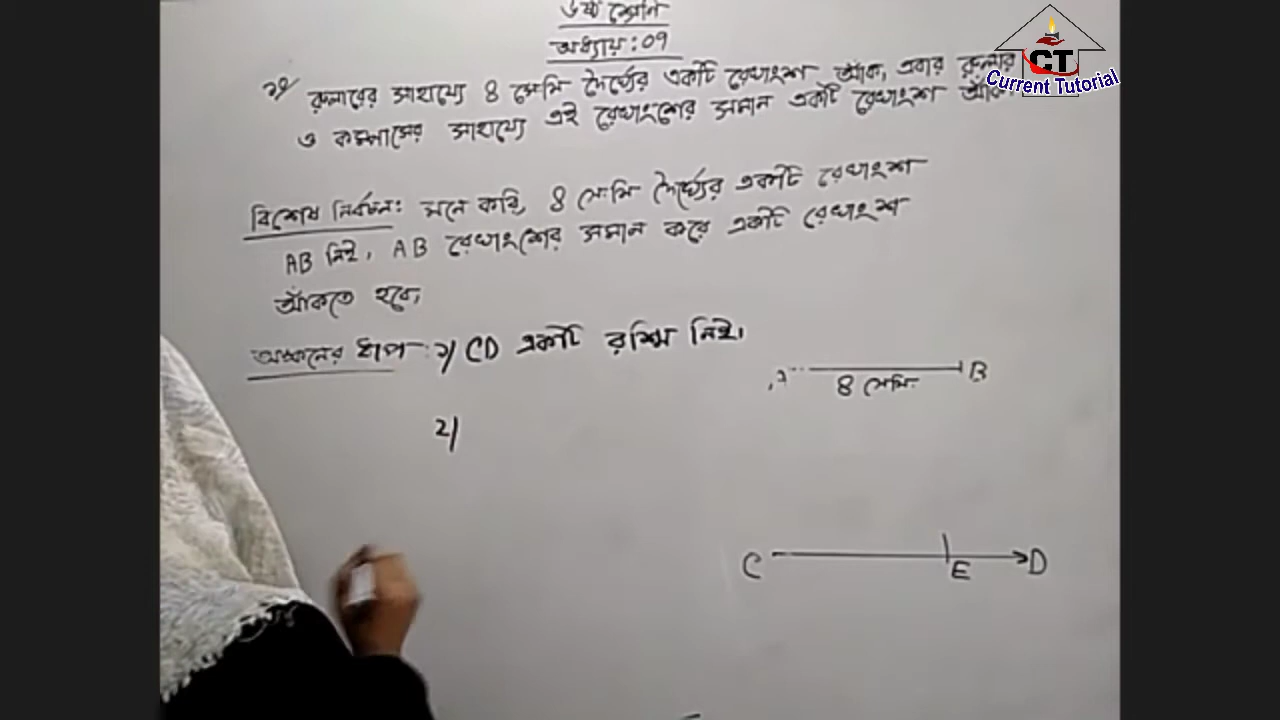 ৬ষ্ঠ শ্রেণি
অধ্যায়: ০৭
রুলারের সাহায্যে ৪ সেমি দৈর্ঘ্যের একটি রেখাংশ আঁক, এবার রুলার
ও কম্পাসের সাহায্যে এই রেখাংশের সমান একটি রেখাংশ আঁক
CT
Current Tutorial
বিশেষ নির্বচন: মনে করি, ৪ সেমি দৈর্ঘ্যের একটি রেখাংশ
AB নিই, AB রেখাংশের সমান করে একটি রেখাংশ
আঁকতে হবে,
অঙ্কনের ধাপ: ১/ CD একটি রশ্মি নিই।
A B
৪ সেমি
২/
C E D